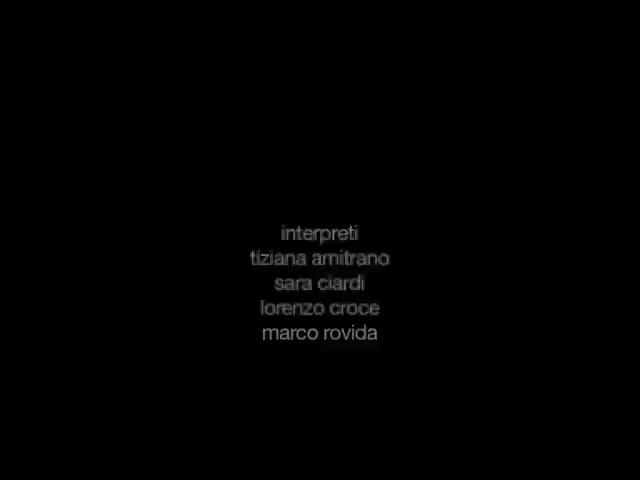 interpreti
tiziana amitrano
sara ciardi
lorenzo croce
marco rovida